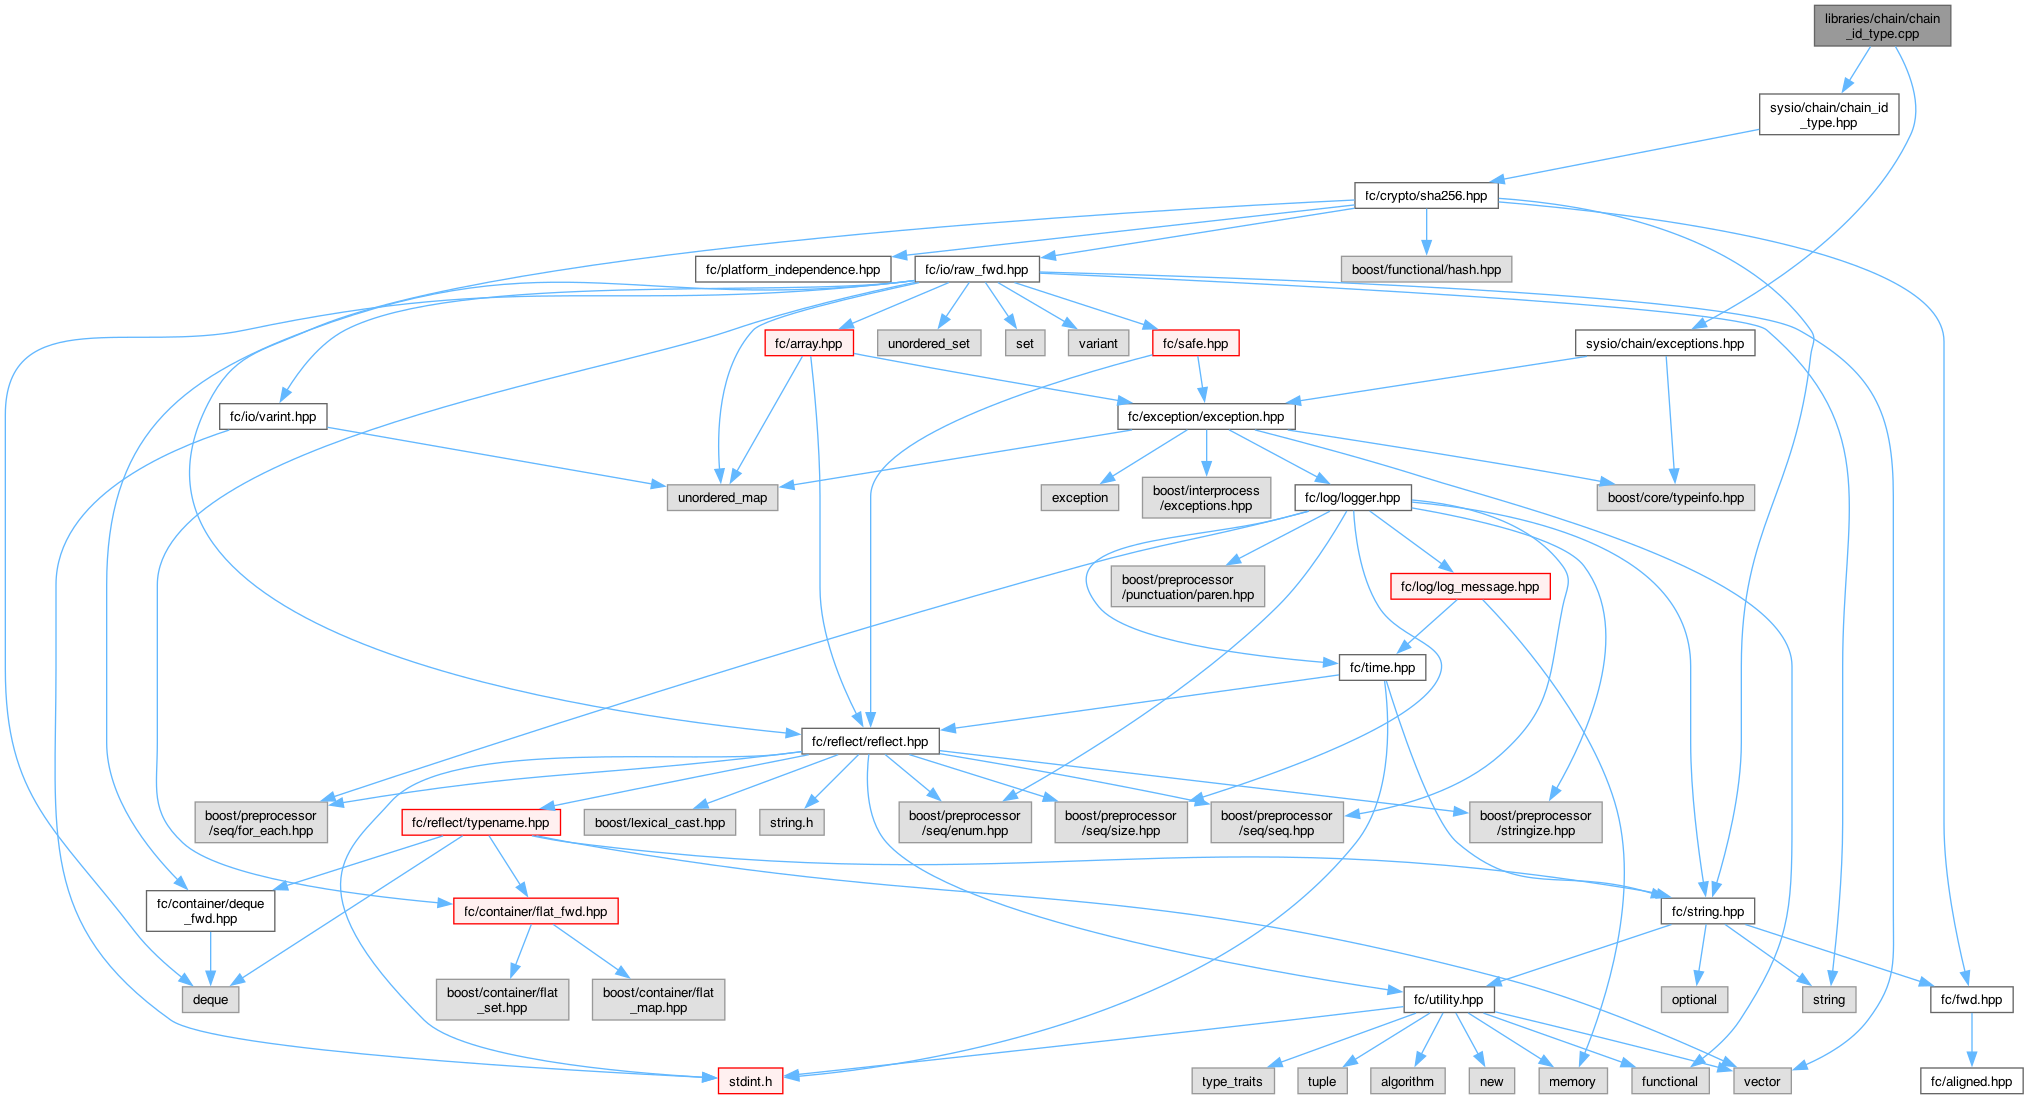 libraries/chain/chain
_id_type.cpp
sysio/chain/chain_id
_type.hpp
fc/crypto/sha256.hpp
fc/platform_independence.hpp
fc/io/raw_fwd.hpp
boost/functional/hash.hpp
fc/array.hpp
unordered_set
set
variant
fc/safe.hpp
sysio/chain/exceptions.hpp
fc/io/varint.hpp
fc/exception/exception.hpp
unordered_map
exception
boost/interprocess
/exceptions.hpp
fc/log/logger.hpp
boost/core/typeinfo.hpp
boost/preprocessor
/punctuation/paren.hpp
fc/log/log_message.hpp
fc/time.hpp
fc/reflect/reflect.hpp
boost/preprocessor
/seq/for_each.hpp
fc/reflect/typename.hpp
boost/lexical_cast.hpp
string.h
boost/preprocessor
/seq/enum.hpp
boost/preprocessor
/seq/size.hpp
boost/preprocessor
/seq/seq.hpp
boost/preprocessor
/stringize.hpp
fc/container/deque
_fwd.hpp
fc/container/flat_fwd.hpp
fc/string.hpp
deque
boost/container/flat
_set.hpp
boost/container/flat
_map.hpp
fc/utility.hpp
optional
string
fc/fwd.hpp
stdint.h
type_traits
tuple
algorithm
new
memory
functional
vector
fc/aligned.hpp